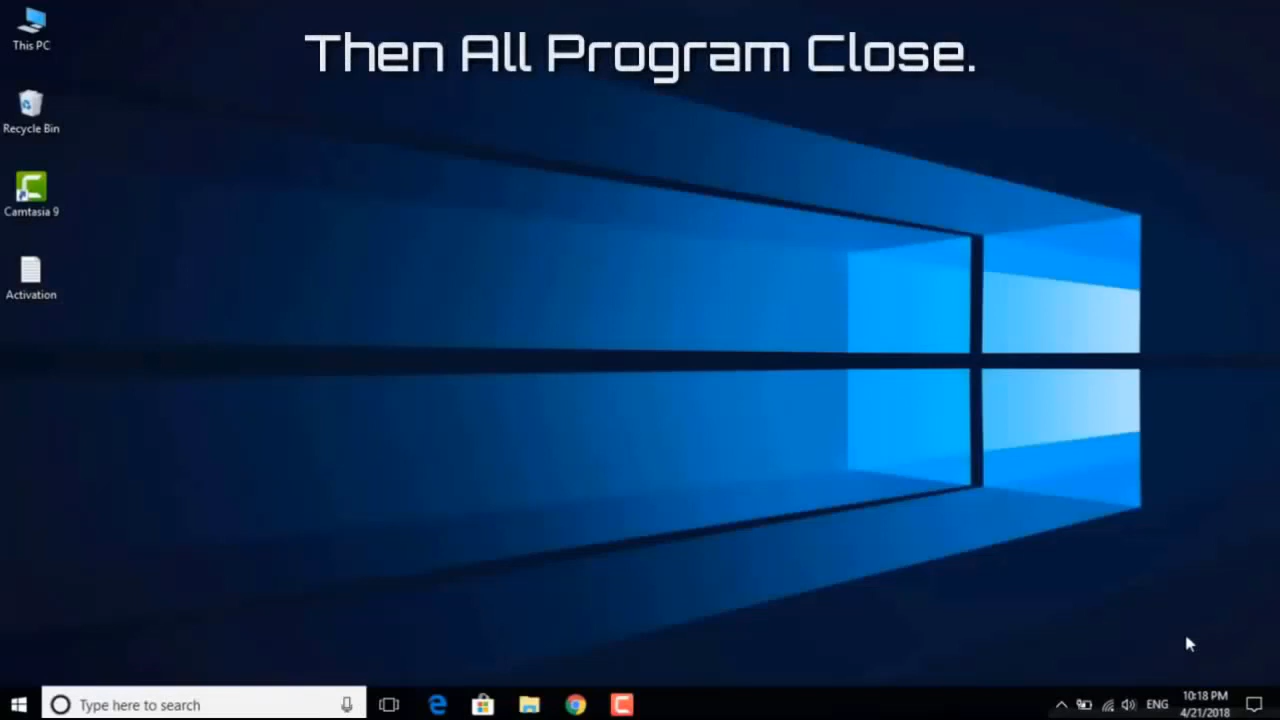 Then All Program Close.
This PC
Recycle Bin
Camtasia 9
Activation
Type here to search
ENG
10:18 PM
4/21/2018